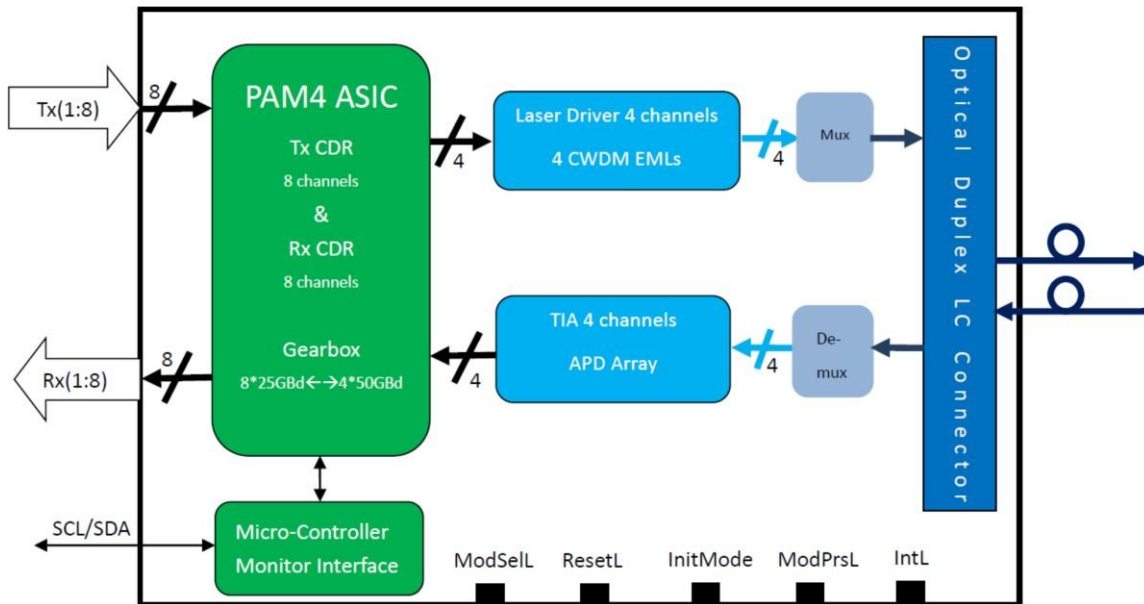 Tx(1:8)
8
PAM4 ASIC
Tx CDR
8 channels
&
Rx CDR
8 channels
Gearbox
8*25GBd←→4*50GBd
4
Laser Driver 4 channels
4 CWDM EMLs
4
Mux
Optical Duplex LC Connector
Rx(1:8)
8
4
TIA 4 channels
APD Array
4
De-
mux
SCL/SDA
Micro-Controller
Monitor Interface
ModSelL
ResetL
InitMode
ModPrsL
IntL